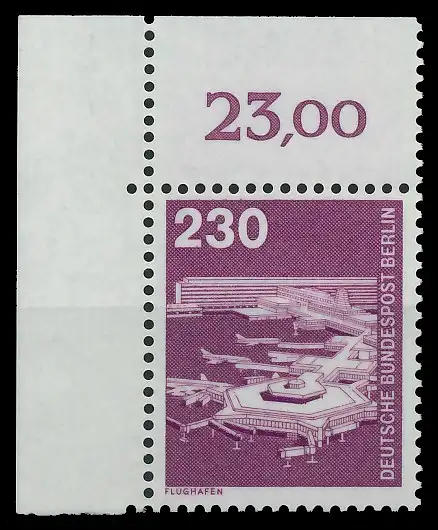 23,00
230
DEUTSCHE BUNDESPOST BERLIN
FLUGHAFEN